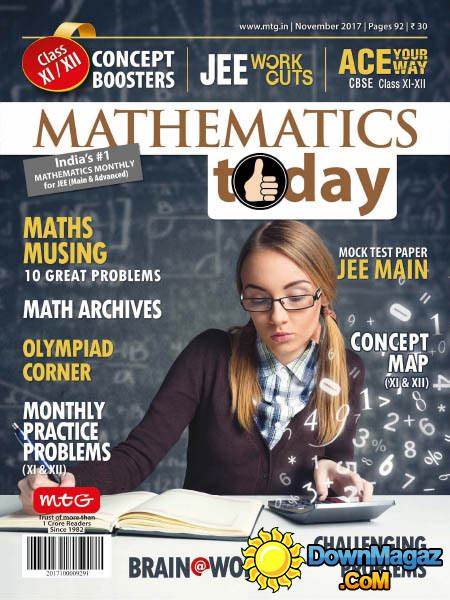 www.mtg.in | November 2017 | Pages 92 | ₹ 30
Class
XI / XII
CONCEPT
BOOSTERS
JEE WORK
CUTS
ACE YOUR
WAY
CBSE Class XI-XII
MATHEMATICS
today
India's #1
MATHEMATICS MONTHLY
for JEE (Main & Advanced)
MATHS
MUSING
10 GREAT PROBLEMS
MATH ARCHIVES
OLYMPIAD
CORNER
MONTHLY
PRACTICE
PROBLEMS
(XI & XII)
MOCK TEST PAPER
JEE MAIN
CONCEPT
MAP
(XI & XII)
mtG
Trust of more than
1 Crore Readers
Since 1982
2017100009291
BRAIN@WO
CHALLENGING
DownMagaz
.COM